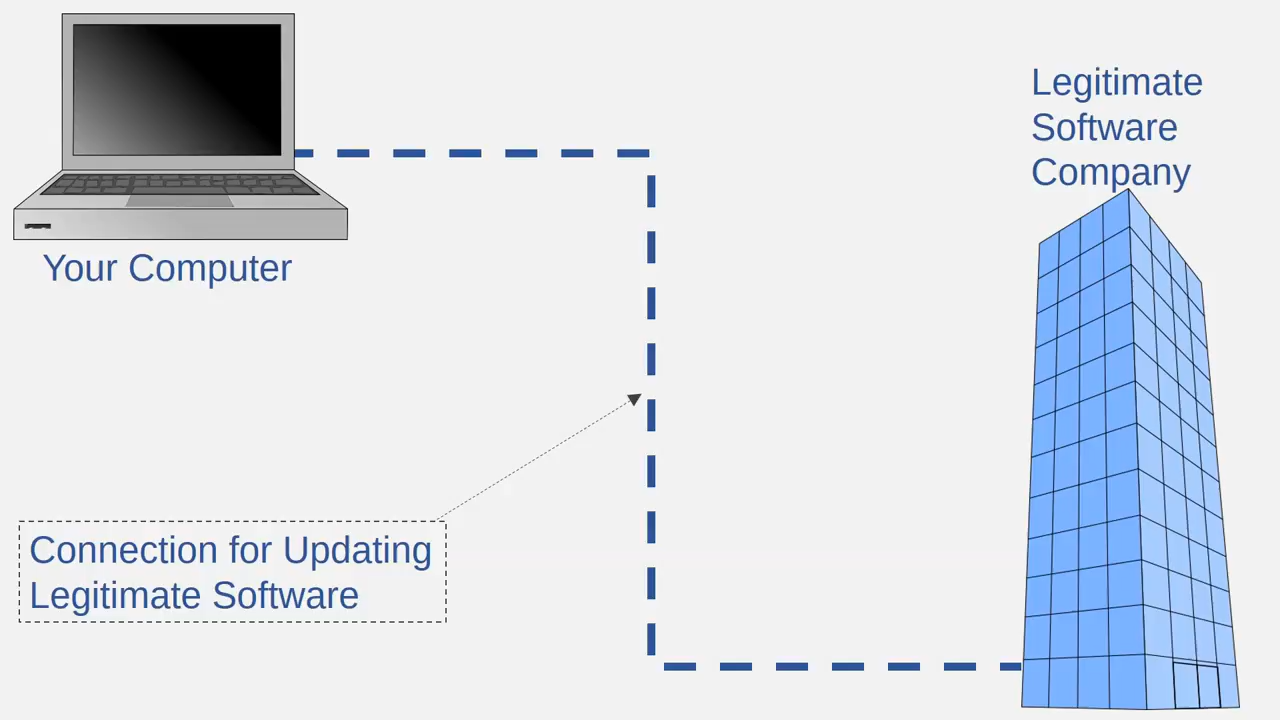 Legitimate
Software
Company
Your Computer
Connection for Updating
Legitimate Software